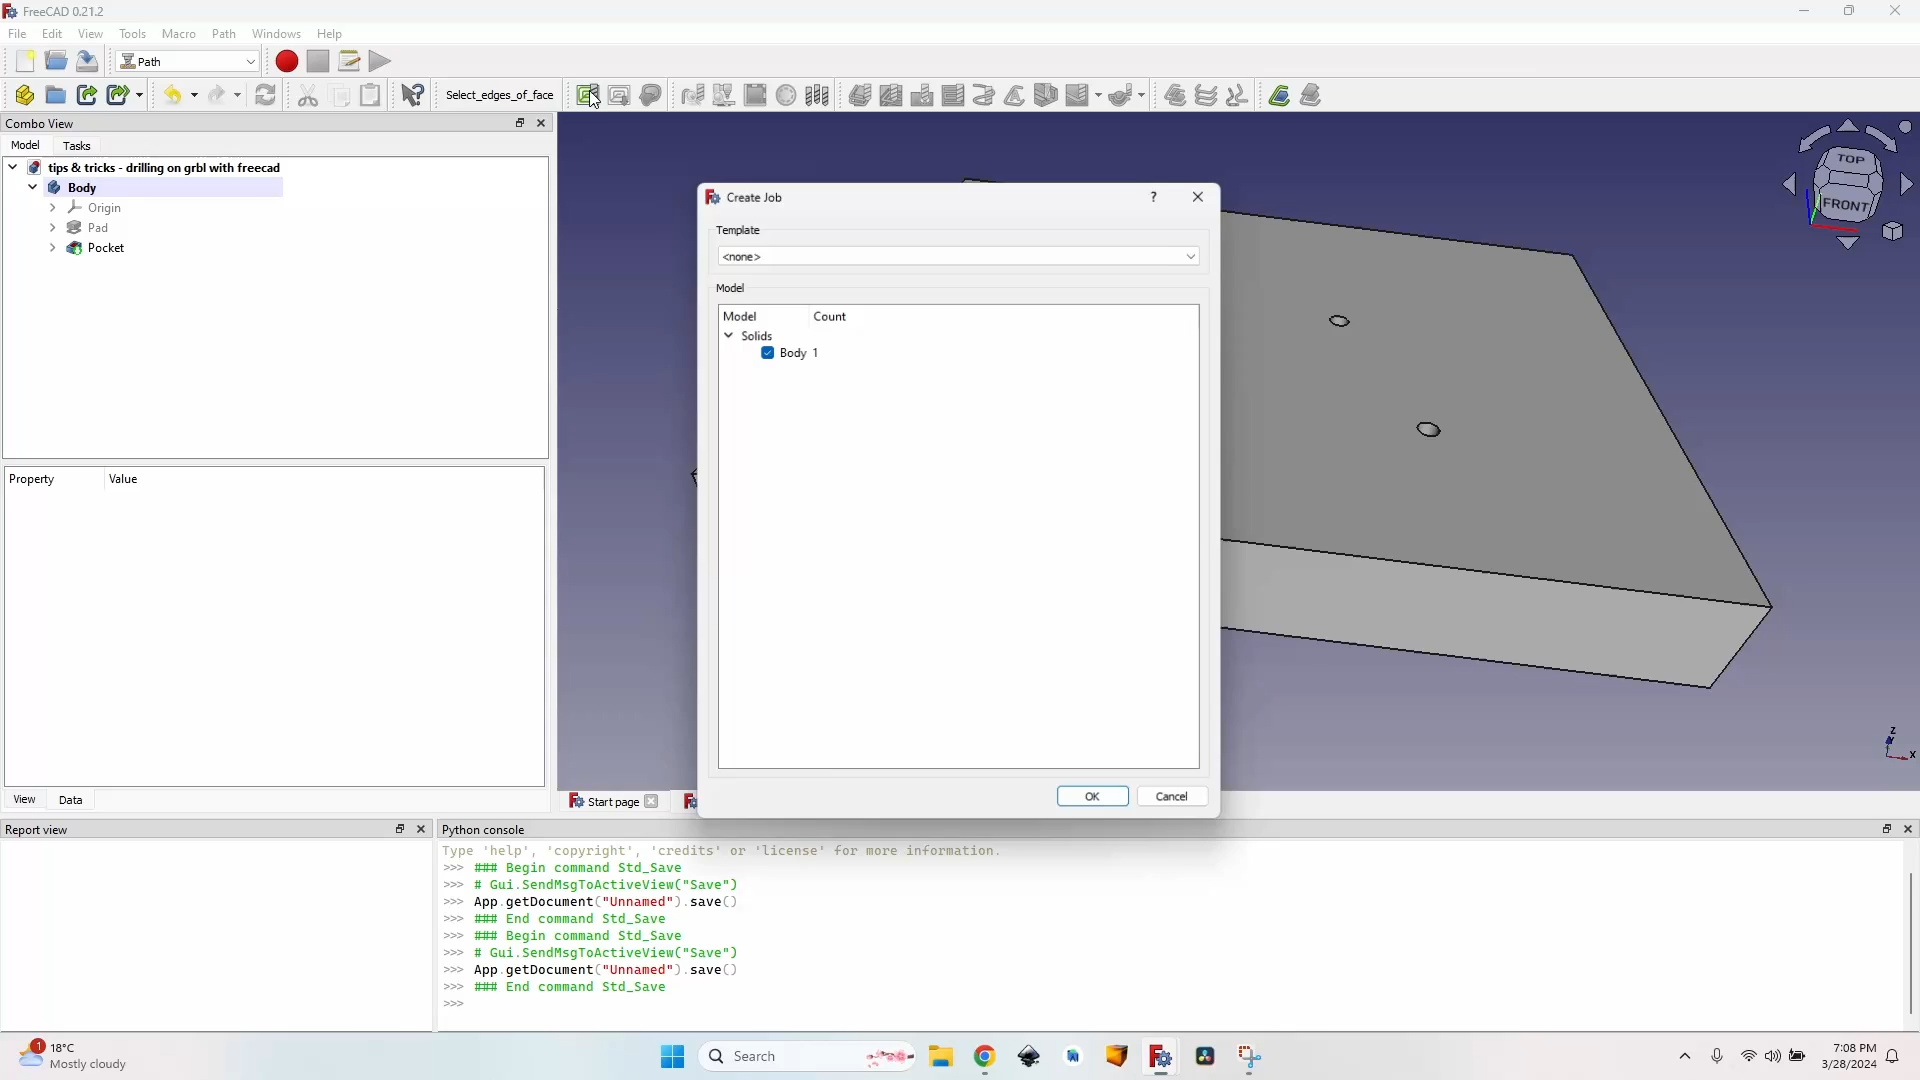 FreeCAD 0.21.2
File Edit View Tools Macro Path Windows Help
Path
Select_edges_of_face
Combo View
Model Tasks
tips & tricks - drilling on grbl with freecad
Body
Origin
Pad
Pocket
Property Value
View Data
Create Job
?
Template
<none>
Model
Model Count
Solids
Body 1
OK Cancel
TOP
FRONT
Z
X
Start page
Report view
Python console
Type 'help', 'copyright', 'credits' or 'license' for more information.
>>> ### Begin command Std_Save
>>> # Gui.SendMsgToActiveView("Save")
>>> App.getDocument("Unnamed").save()
>>> ### End command Std_Save
>>> ### Begin command Std_Save
>>> # Gui.SendMsgToActiveView("Save")
>>> App.getDocument("Unnamed").save()
>>> ### End command Std_Save
>>>
1
18°C
Mostly cloudy
Search
7:08 PM
3/28/2024